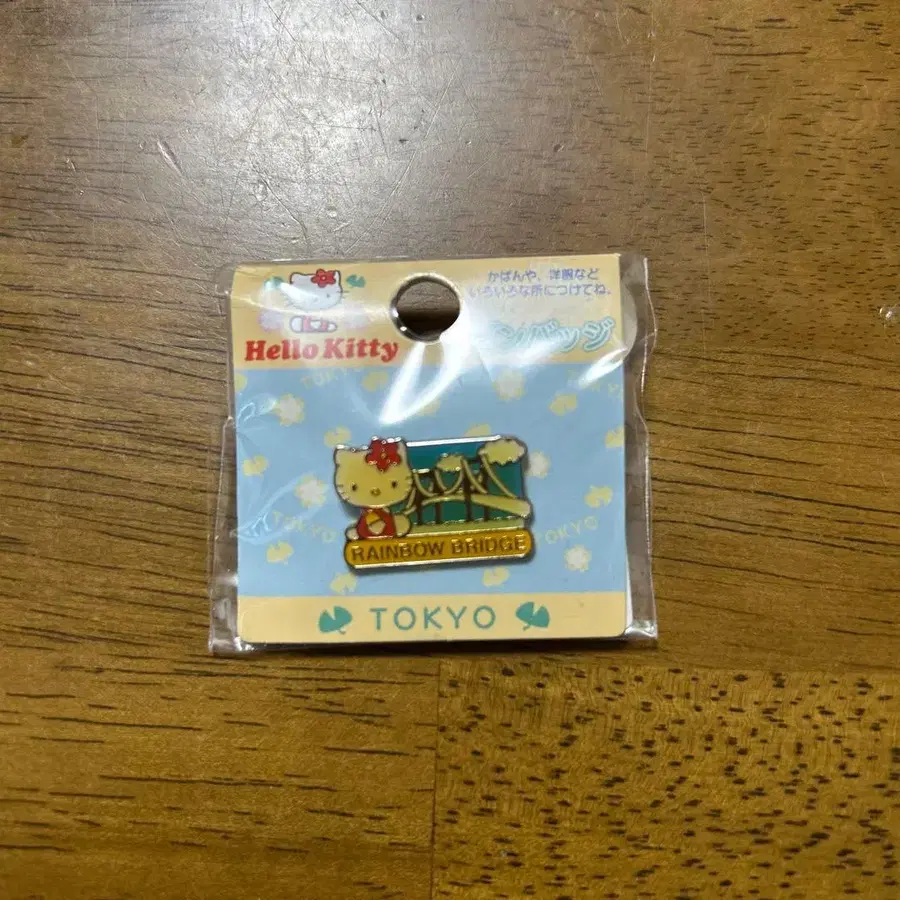 かばんや、洋服など
いろいろな所につけてね。
Hello Kitty
ピンバッジ
TOKYO
TOKYO
RAINBOW BRIDGE
TOKYO